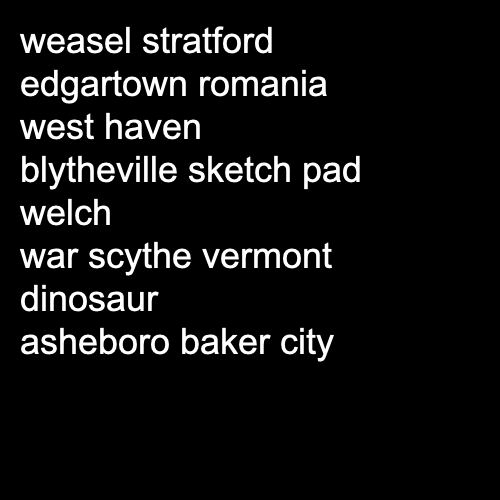 weasel stratford
edgartown romania
west haven
blytheville sketch pad
welch
war scythe vermont
dinosaur
asheboro baker city